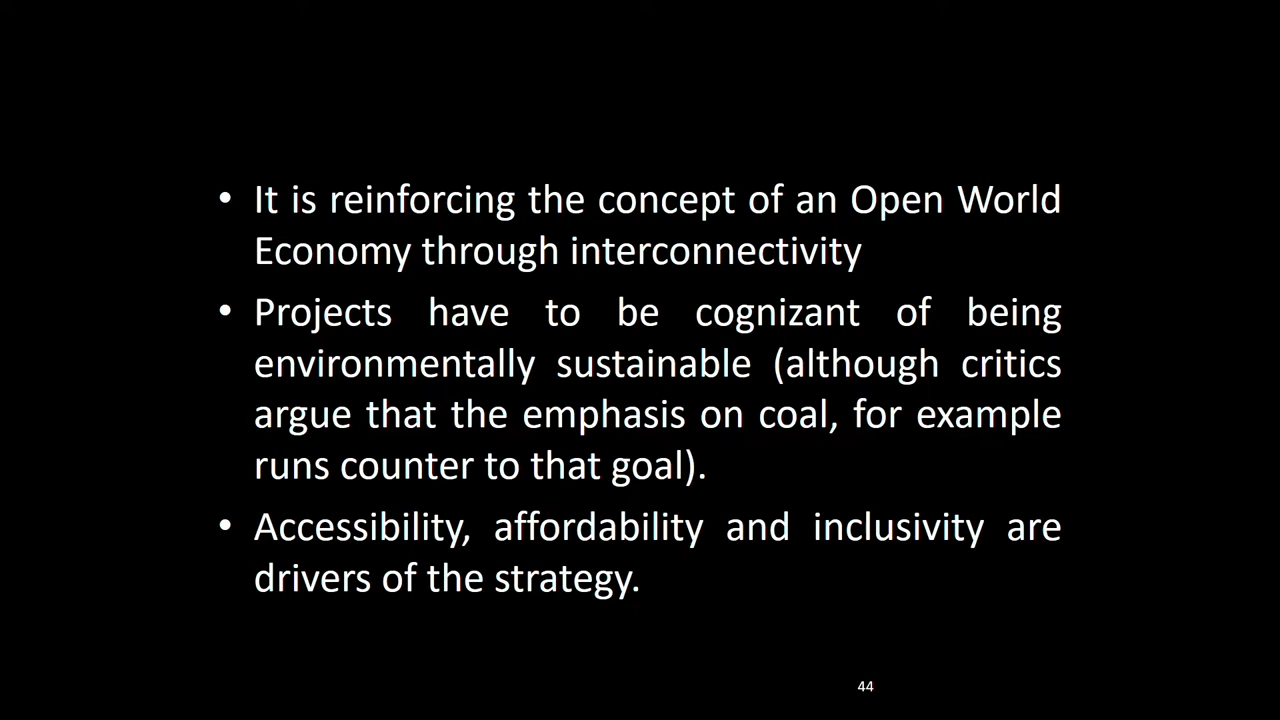 • It is reinforcing the concept of an Open World
Economy through interconnectivity
• Projects have to be cognizant of being
environmentally sustainable (although critics
argue that the emphasis on coal, for example
runs counter to that goal).
• Accessibility, affordability and inclusivity are
drivers of the strategy.
44